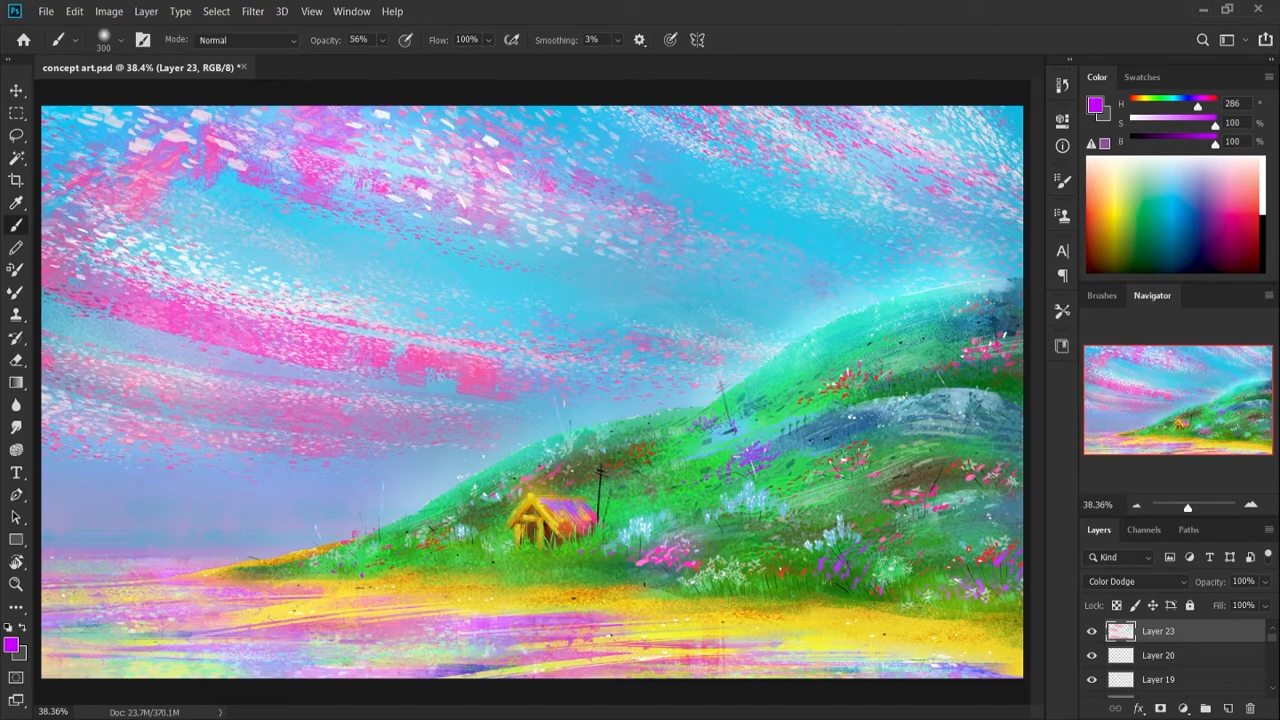 Ps File Edit Image Layer Type Select Filter 3D View Window Help
300 Mode: Normal Opacity: 56% Flow: 100% Smoothing: 3%
concept art.psd @ 38.4% (Layer 23, RGB/8) *
Color Swatches
H 286 °
S 100 %
B 100 %
Brushes Navigator
38.36%
Layers Channels Paths
Kind
Color Dodge Opacity: 100%
Lock: Fill: 100%
Layer 23
Layer 20
Layer 19
38.36% Doc: 23.7M/370.1M